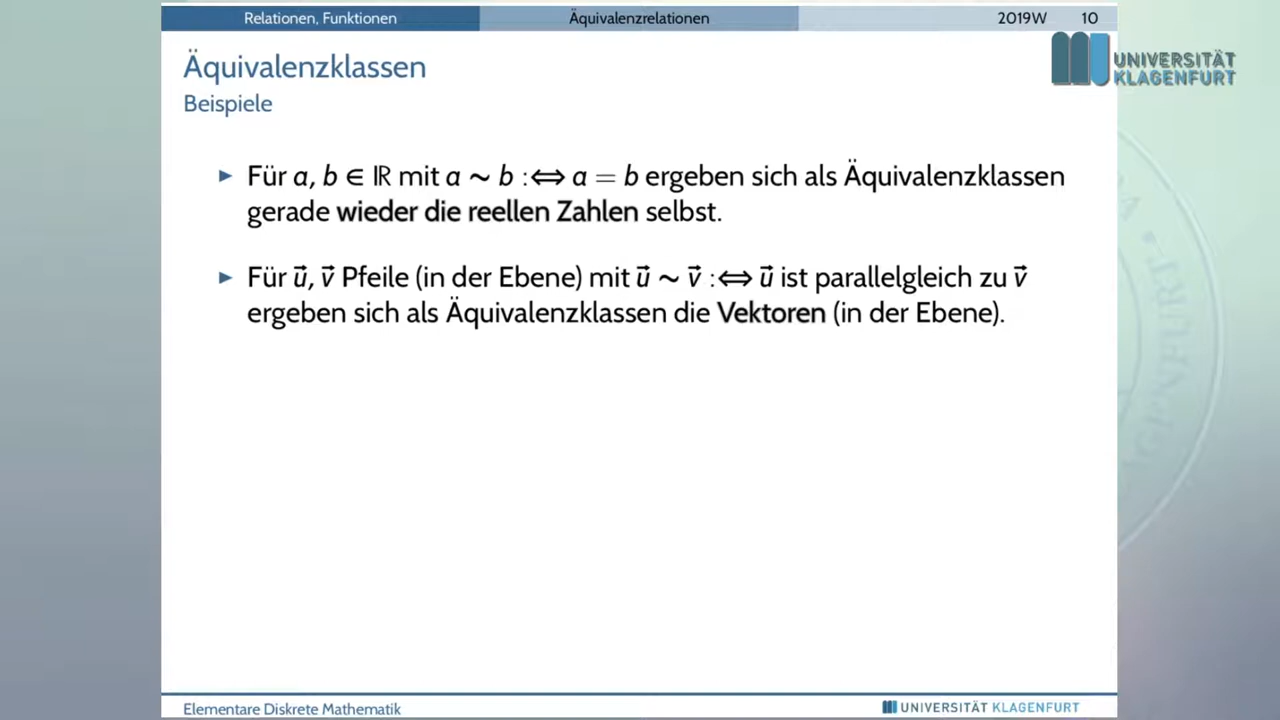 Relationen, Funktionen Äquivalenzrelationen 2019W 10
UNIVERSITÄT
KLAGENFURT
Äquivalenzklassen
Beispiele
▶ Für a, b ∈ ℝ mit a ∼ b :⟺ a = b ergeben sich als Äquivalenzklassen
gerade wieder die reellen Zahlen selbst.
▶ Für u⃗, v⃗ Pfeile (in der Ebene) mit u⃗ ∼ v⃗ :⟺ u⃗ ist parallelgleich zu v⃗
ergeben sich als Äquivalenzklassen die Vektoren (in der Ebene).
Elementare Diskrete Mathematik UNIVERSITÄT KLAGENFURT